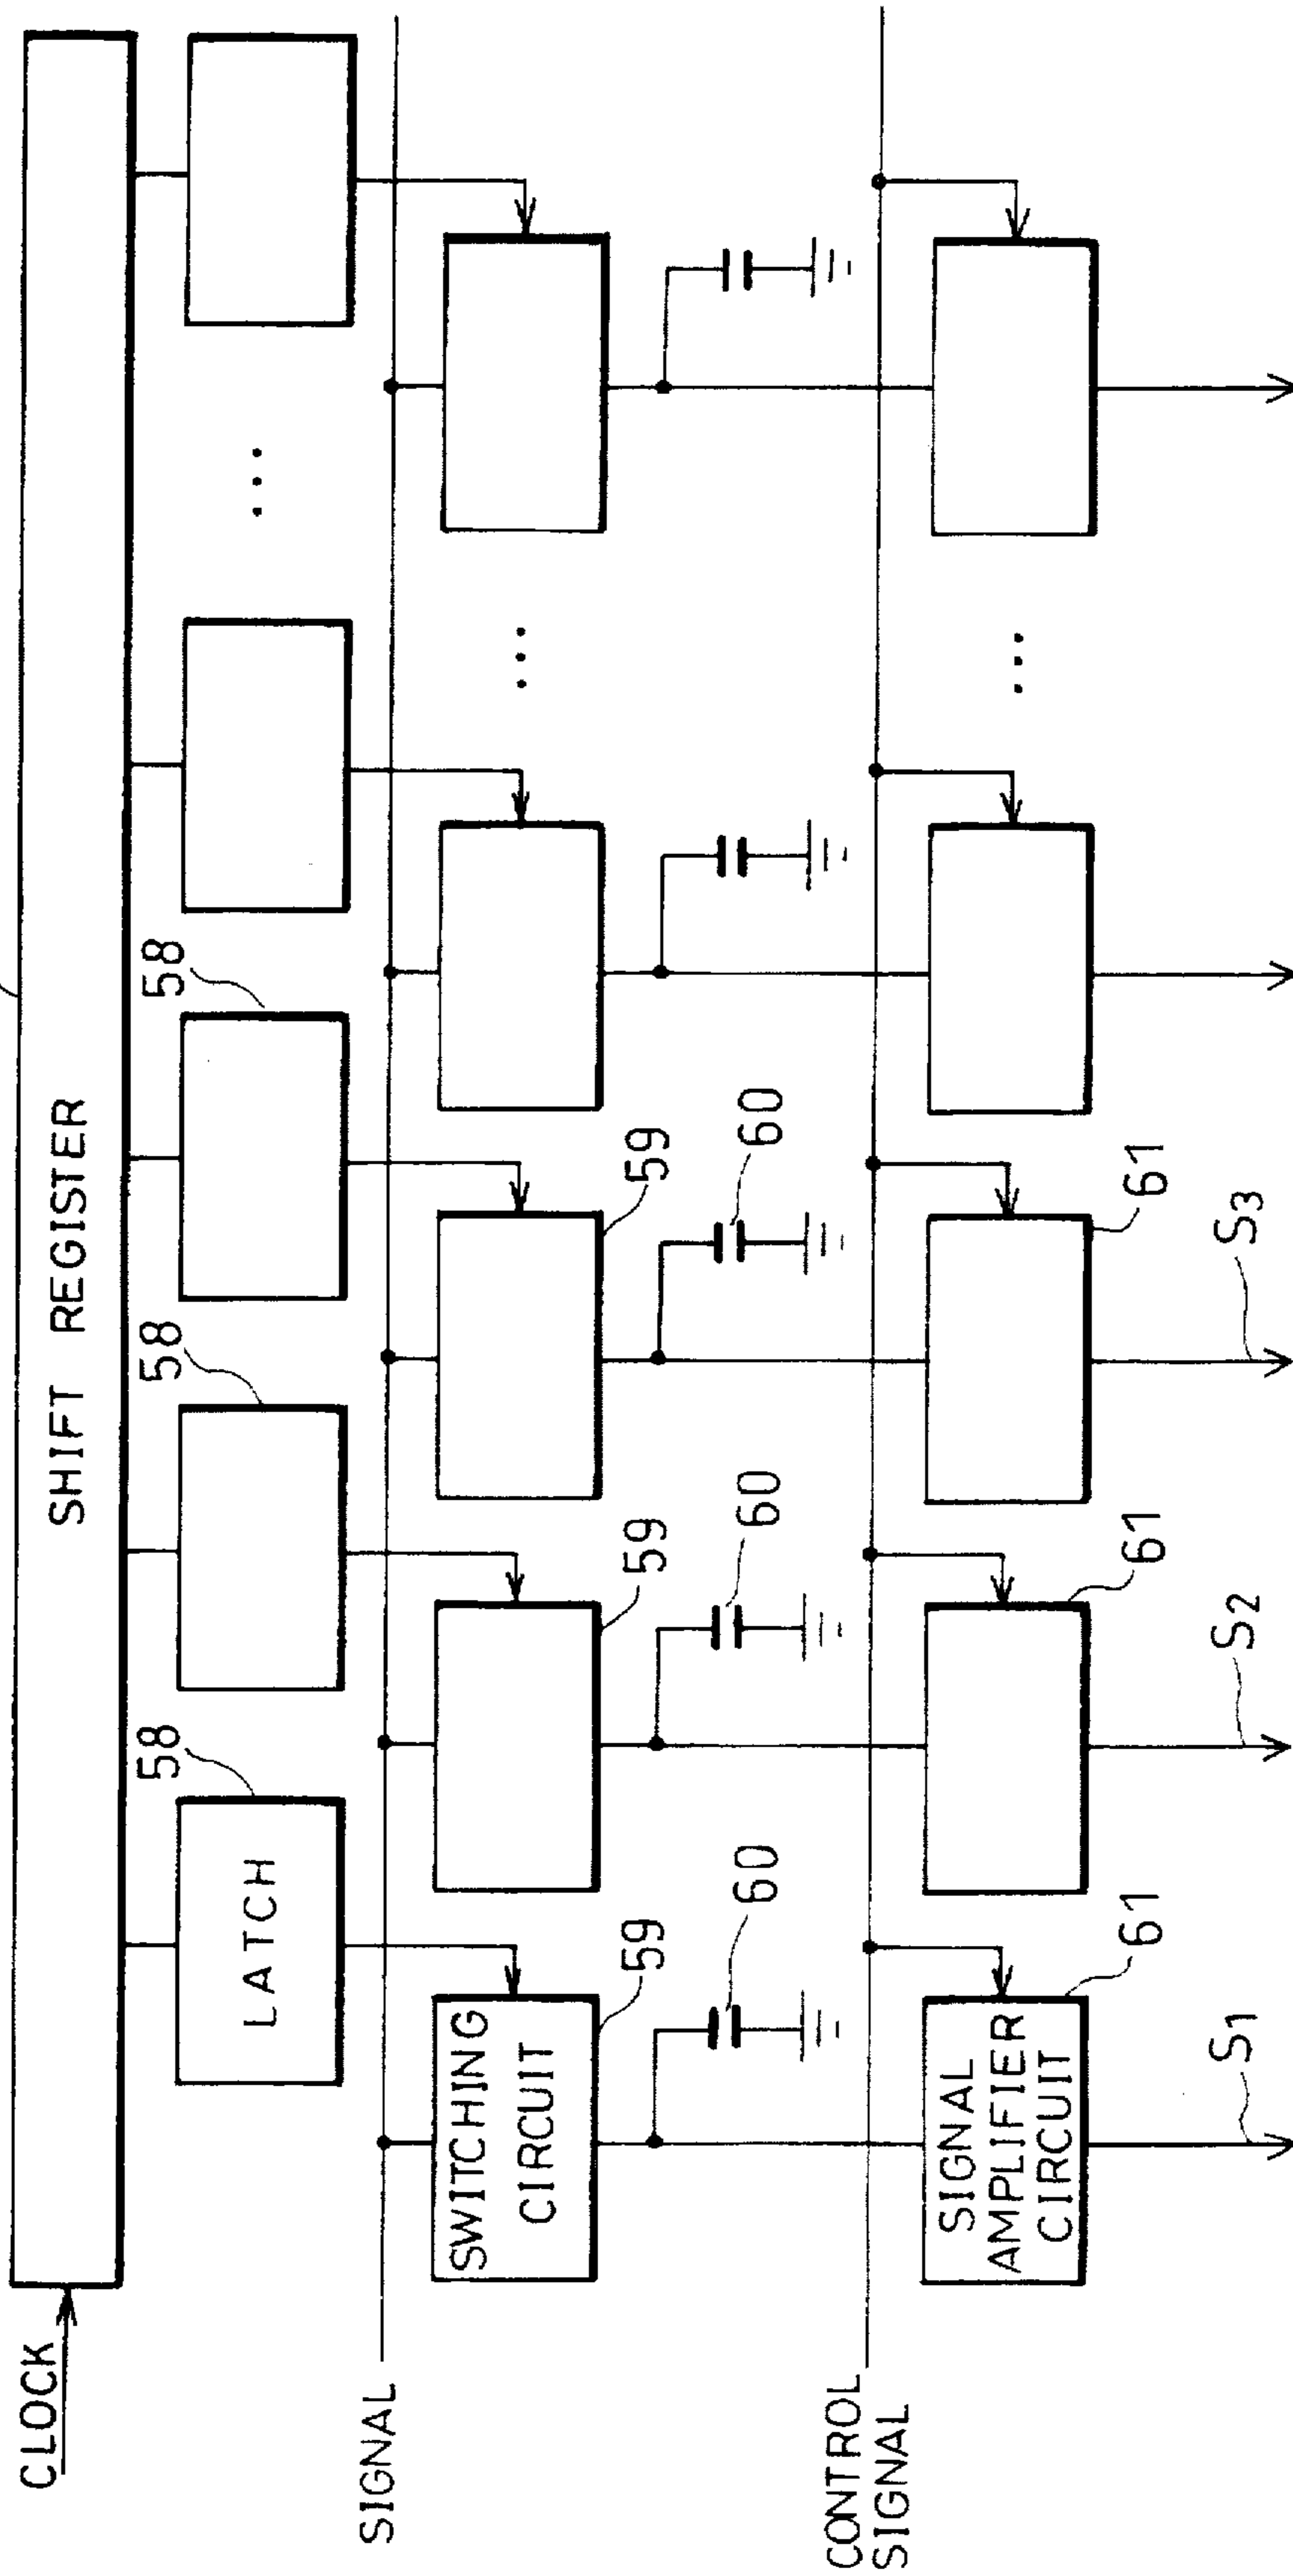 CLOCK
SHIFT REGISTER
LATCH
58
58
58
SIGNAL
SWITCHING
CIRCUIT
59
59
59
60
60
60
CONTROL
SIGNAL
SIGNAL
AMPLIFIER
CIRCUIT
61
61
61
S1
S2
S3